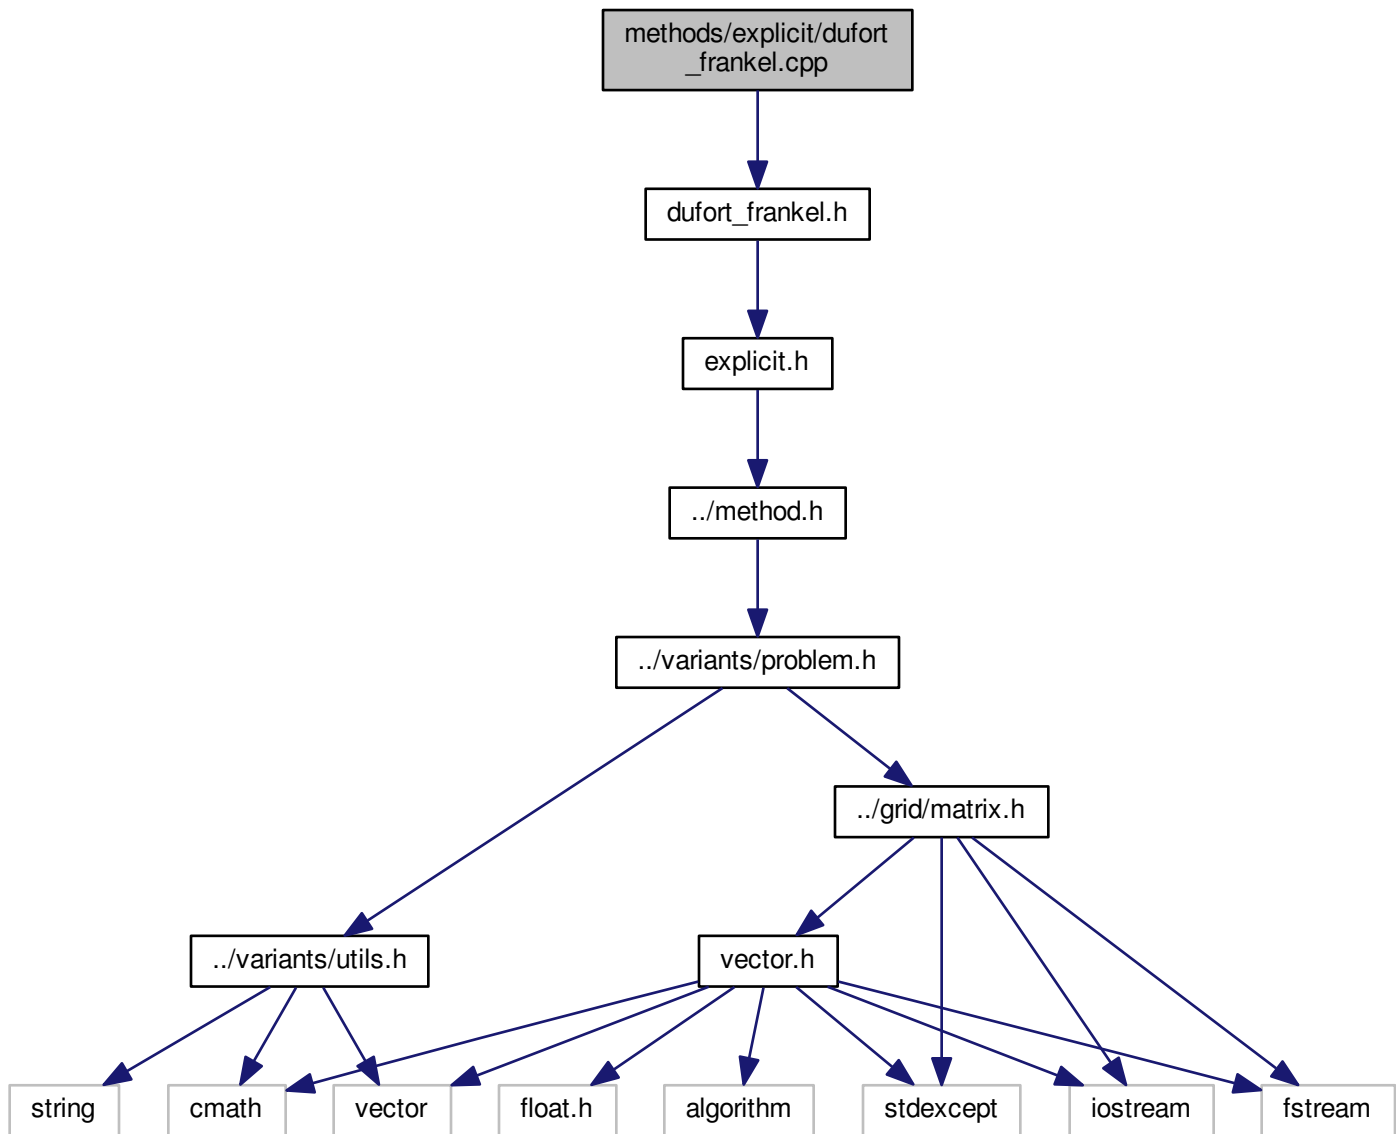 methods/explicit/dufort
_frankel.cpp
dufort_frankel.h
explicit.h
../method.h
../variants/problem.h
../grid/matrix.h
../variants/utils.h
vector.h
string
cmath
vector
float.h
algorithm
stdexcept
iostream
fstream